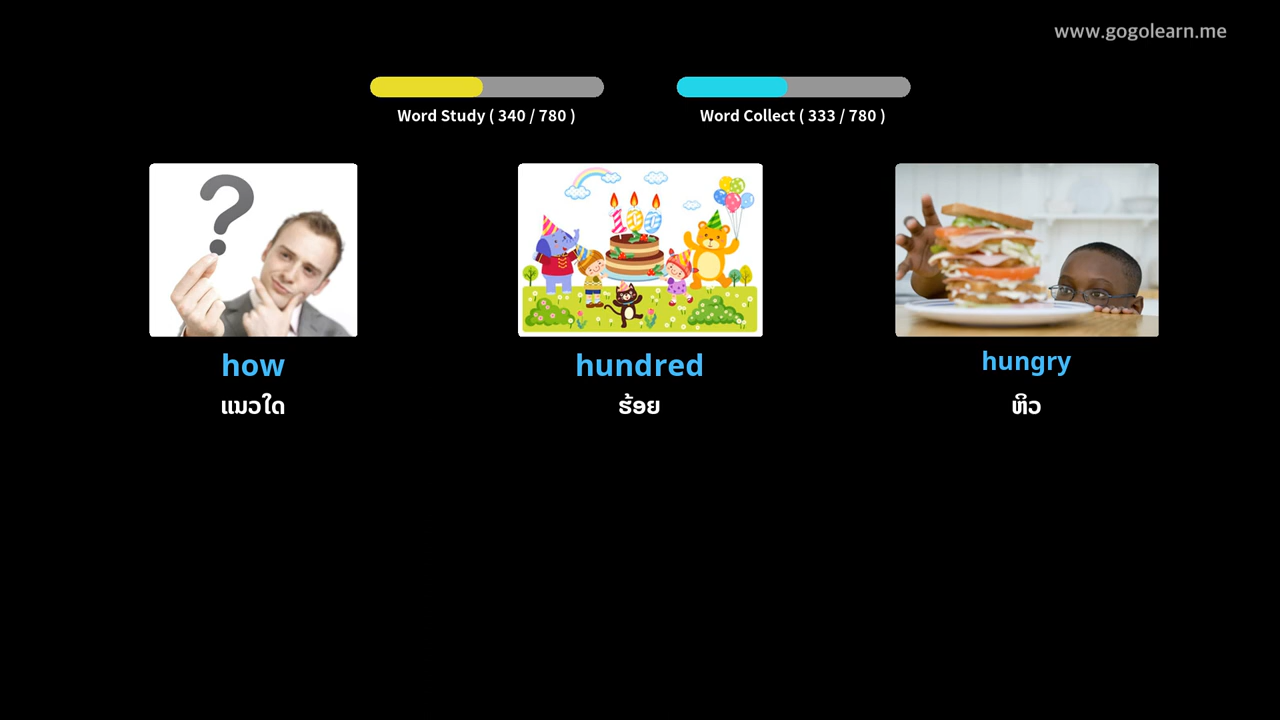 www.gogolearn.me
Word Study ( 340 / 780 )
Word Collect ( 333 / 780 )
100
how
hundred
hungry
ແນວໃດ
ຮ້ອຍ
ຫິວ